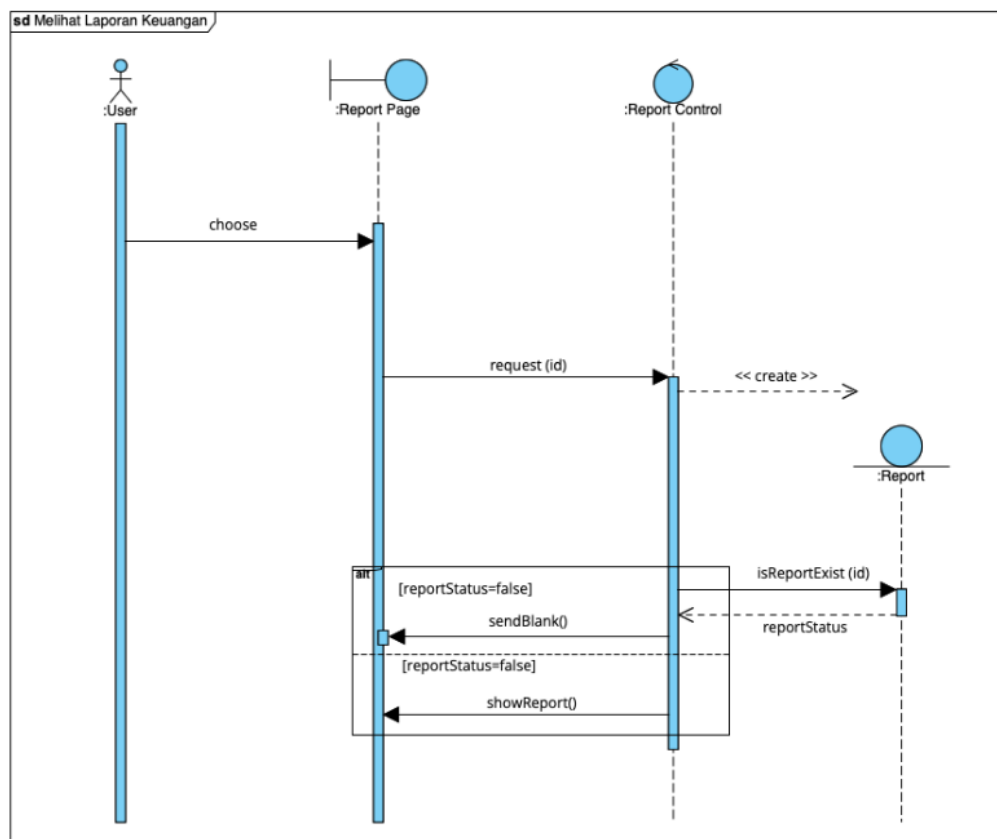 sd Melihat Laporan Keuangan
:User
:Report Page
:Report Control
choose
request (id)
<< create >>
:Report
alt
[reportStatus=false]
isReportExist (id)
sendBlank()
reportStatus
[reportStatus=false]
showReport()